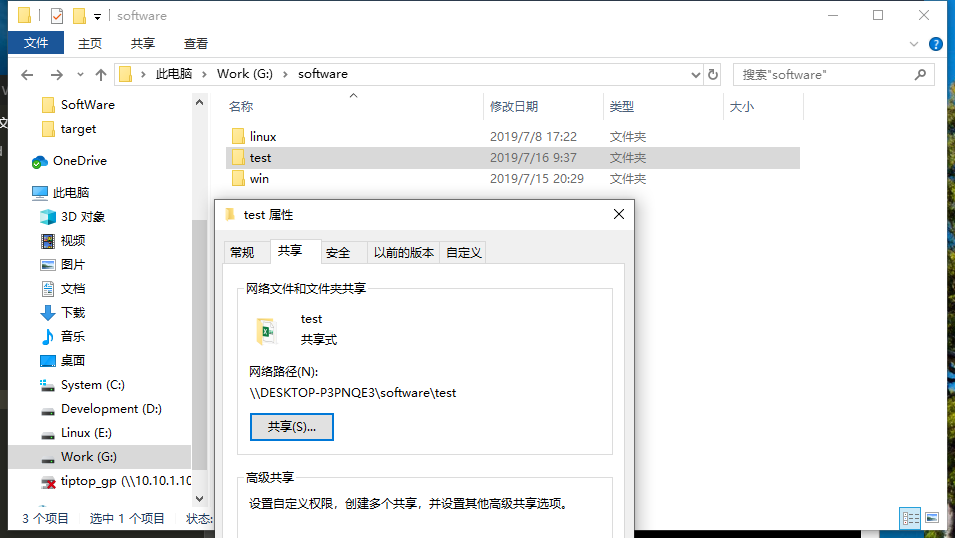 software
文件 主页 共享 查看
此电脑 Work (G:) software 搜索"software"
名称 修改日期 类型 大小
linux 2019/7/8 17:22 文件夹
test 2019/7/16 9:37 文件夹
win 2019/7/15 20:29 文件夹
SoftWare
target
OneDrive
此电脑
3D 对象
视频
图片
文档
下载
音乐
桌面
System (C:)
Development (D:)
Linux (E:)
Work (G:)
tiptop_gp (\\10.10.1.10
3 个项目 选中 1 个项目 状态:
test 属性
常规 共享 安全 以前的版本 自定义
网络文件和文件夹共享
test
共享式
网络路径(N):
\\DESKTOP-P3PNQE3\software\test
共享(S)...
高级共享
设置自定义权限，创建多个共享，并设置其他高级共享选项。